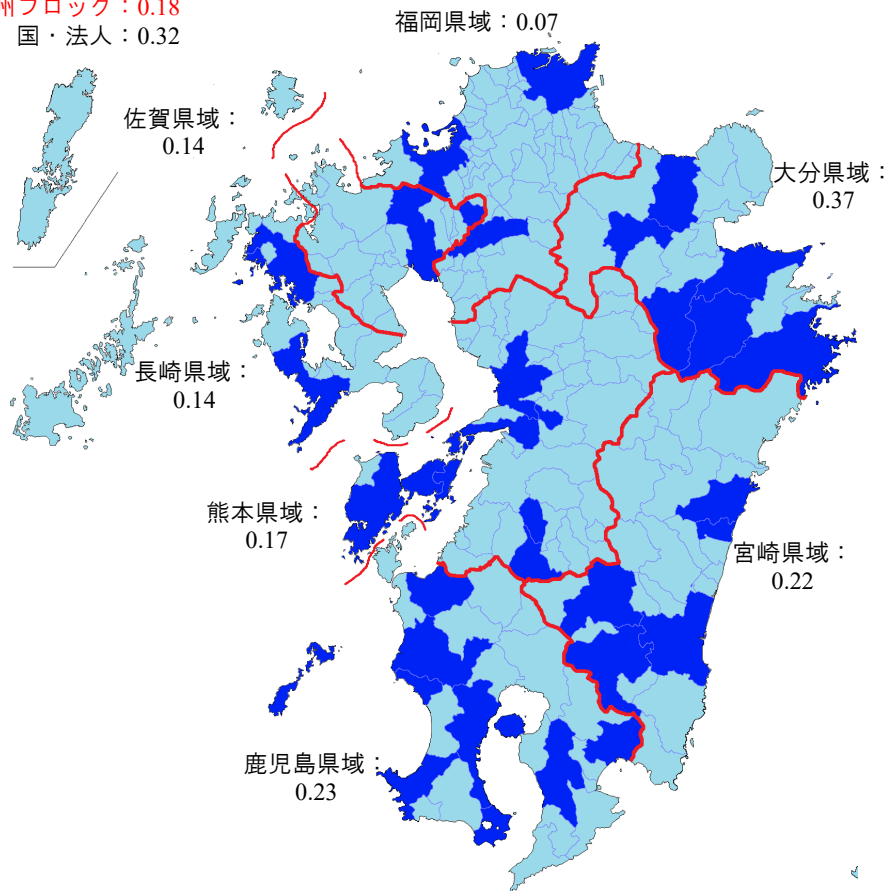 州ブロック：0.18
国・法人：0.32
福岡県域：0.07
佐賀県域：
0.14
大分県域：
0.37
長崎県域：
0.14
熊本県域：
0.17
宮崎県域：
0.22
鹿児島県域：
0.23